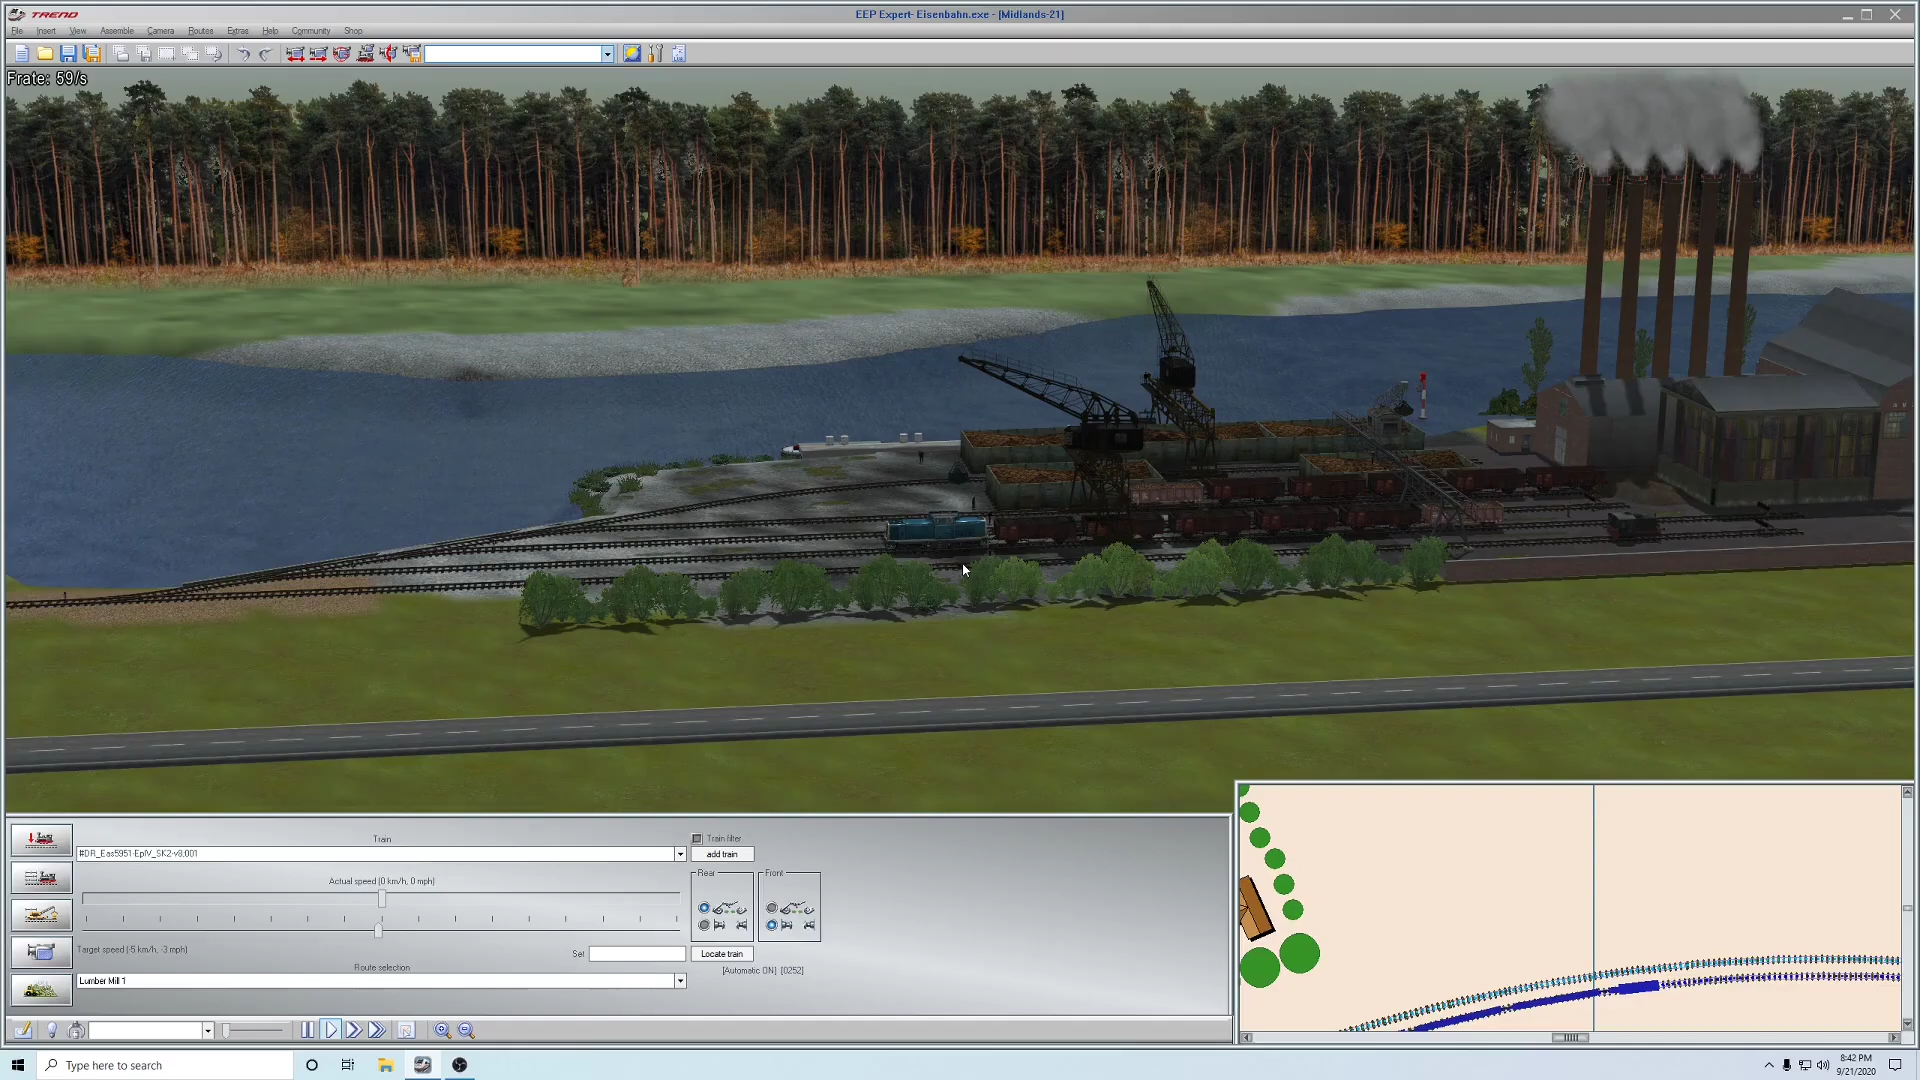 TREND
EEP Expert- Eisenbahn.exe - [Midlands-21]
File Insert View Assemble Camera Routes Extras Help Community Shop
Frate: 59/s
Train
Train filter
#DR_Eas5951-EpIV_SK2-v8;001
add train
Actual speed (0 km/h, 0 mph)
Rear
Front
Target speed (-5 km/h, -3 mph)
Set
Locate train
Route selection
[Automatic ON] [0252]
Lumber Mill 1
Type here to search
8:42 PM
9/21/2020